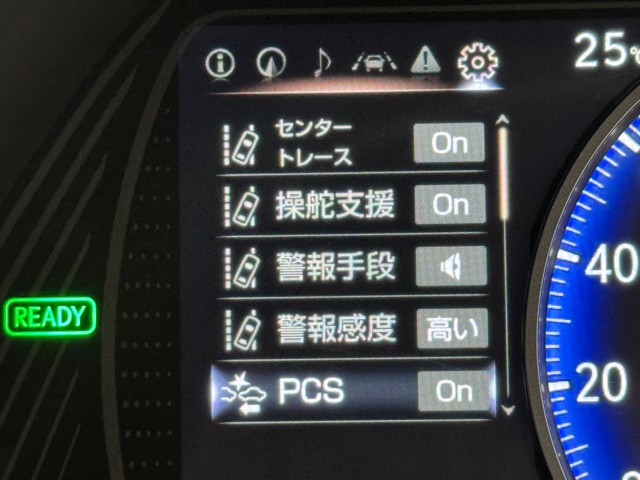 25℃
センター
トレース
On
操舵支援
On
警報手段
警報感度
高い
PCS
On
READY
40
20